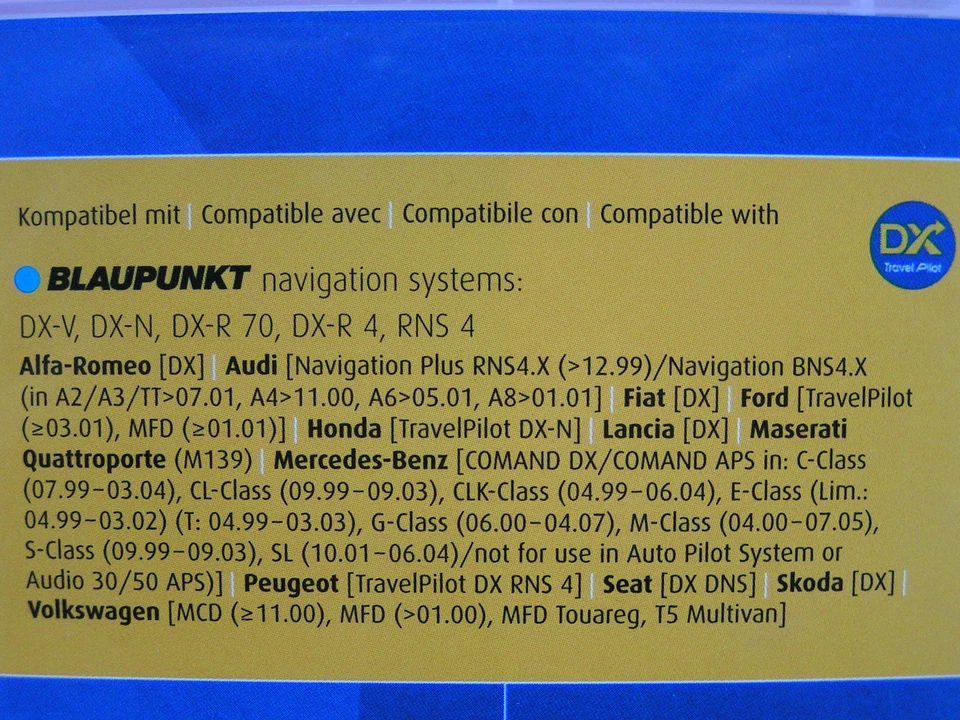 Kompatibel mit | Compatible avec | Compatibile con | Compatible with
DX
Travel Pilot
BLAUPUNKT navigation systems:
DX-V, DX-N, DX-R 70, DX-R 4, RNS 4
Alfa-Romeo [DX] | Audi [Navigation Plus RNS4.X (>12.99)/Navigation BNS4.X
(in A2/A3/TT>07.01, A4>11.00, A6>05.01, A8>01.01] | Fiat [DX] | Ford [TravelPilot
(≥03.01), MFD (≥01.01)] | Honda [TravelPilot DX-N] | Lancia [DX] | Maserati
Quattroporte (M139) | Mercedes-Benz [COMAND DX/COMAND APS in: C-Class
(07.99–03.04), CL-Class (09.99–09.03), CLK-Class (04.99–06.04), E-Class (Lim.:
04.99–03.02) (T: 04.99–03.03), G-Class (06.00–04.07), M-Class (04.00–07.05),
S-Class (09.99–09.03), SL (10.01–06.04)/not for use in Auto Pilot System or
Audio 30/50 APS)] | Peugeot [TravelPilot DX RNS 4] | Seat [DX DNS] | Skoda [DX] |
Volkswagen [MCD (≥11.00), MFD (>01.00), MFD Touareg, T5 Multivan]